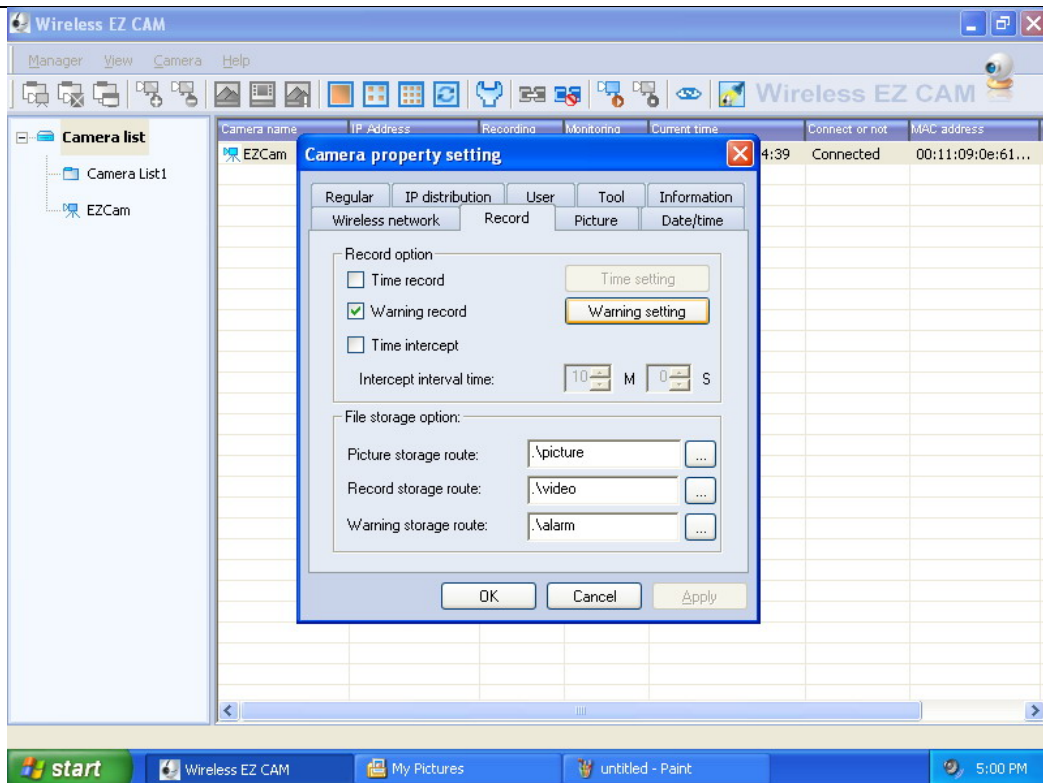 Wireless EZ CAM
Manager View Camera Help
Wireless EZ CAM
Camera list
Camera List1
EZCam
Camera name IP Address Recording Monitoring Current time Connect or not MAC address
EZCam 4:39 Connected 00:11:09:0e:61...
Camera property setting
Regular IP distribution User Tool Information
Wireless network Record Picture Date/time
Record option
Time record Time setting
Warning record Warning setting
Time intercept
Intercept interval time: 10 M 0 S
File storage option:
Picture storage route: .\picture ...
Record storage route: .\video ...
Warning storage route: .\alarm ...
OK Cancel Apply
start Wireless EZ CAM My Pictures untitled - Paint 5:00 PM